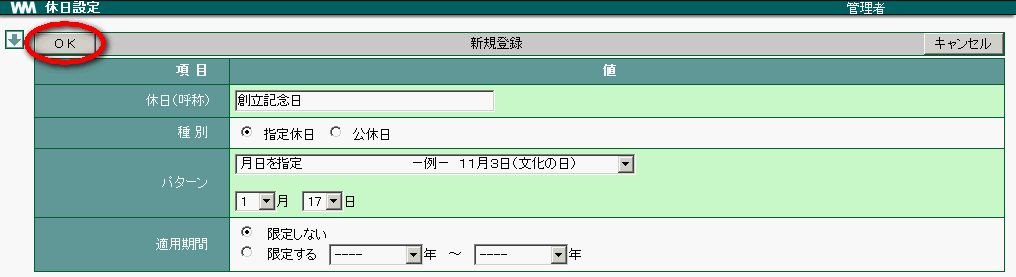 WM 休日設定 管理者
OK 新規登録 キャンセル
項目 値
休日(呼称) 創立記念日
種別 指定休日 公休日
パターン 月日を指定 －例－ 11月3日(文化の日)
1 月 17 日
適用期間 限定しない
限定する ---- 年 ～ ---- 年